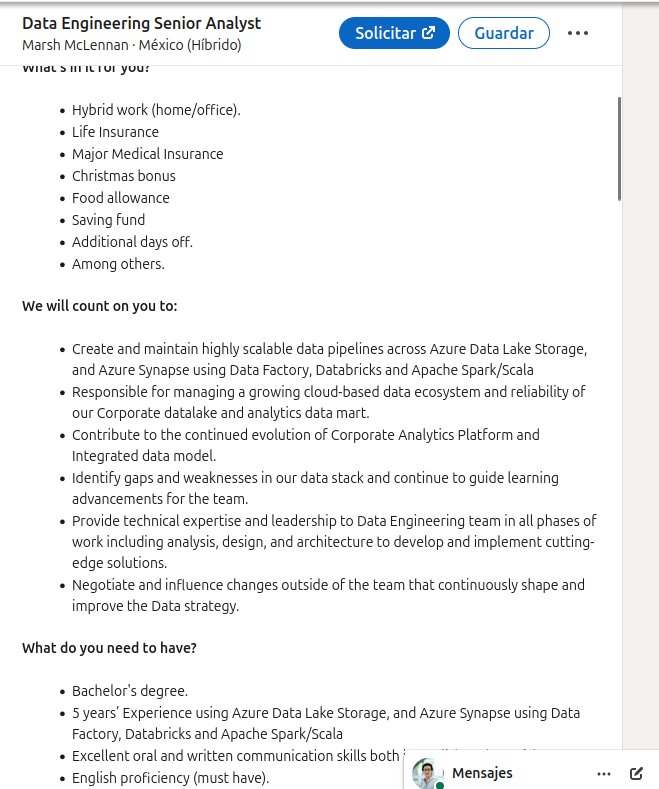 Data Engineering Senior Analyst
Marsh McLennan · México (Híbrido)
Solicitar
Guardar
What's in it for you?
Hybrid work (home/office).
Life Insurance
Major Medical Insurance
Christmas bonus
Food allowance
Saving fund
Additional days off.
Among others.
We will count on you to:
Create and maintain highly scalable data pipelines across Azure Data Lake Storage,
and Azure Synapse using Data Factory, Databricks and Apache Spark/Scala
Responsible for managing a growing cloud-based data ecosystem and reliability of
our Corporate datalake and analytics data mart.
Contribute to the continued evolution of Corporate Analytics Platform and
Integrated data model.
Identify gaps and weaknesses in our data stack and continue to guide learning
advancements for the team.
Provide technical expertise and leadership to Data Engineering team in all phases of
work including analysis, design, and architecture to develop and implement cutting-
edge solutions.
Negotiate and influence changes outside of the team that continuously shape and
improve the Data strategy.
What do you need to have?
Bachelor's degree.
5 years’ Experience using Azure Data Lake Storage, and Azure Synapse using Data
Factory, Databricks and Apache Spark/Scala
Excellent oral and written communication skills both
English proficiency (must have).
Mensajes